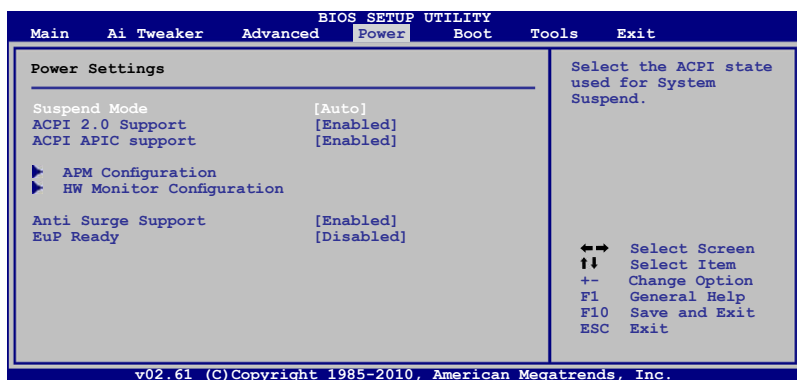 BIOS SETUP UTILITY
Main Ai Tweaker Advanced Power Boot Tools Exit
Power Settings
Suspend Mode [Auto]
ACPI 2.0 Support [Enabled]
ACPI APIC support [Enabled]
APM Configuration
HW Monitor Configuration
Anti Surge Support [Enabled]
EuP Ready [Disabled]
Select the ACPI state
used for System
Suspend.
←→ Select Screen
↑↓ Select Item
+- Change Option
F1 General Help
F10 Save and Exit
ESC Exit
v02.61 (C)Copyright 1985-2010, American Megatrends, Inc.